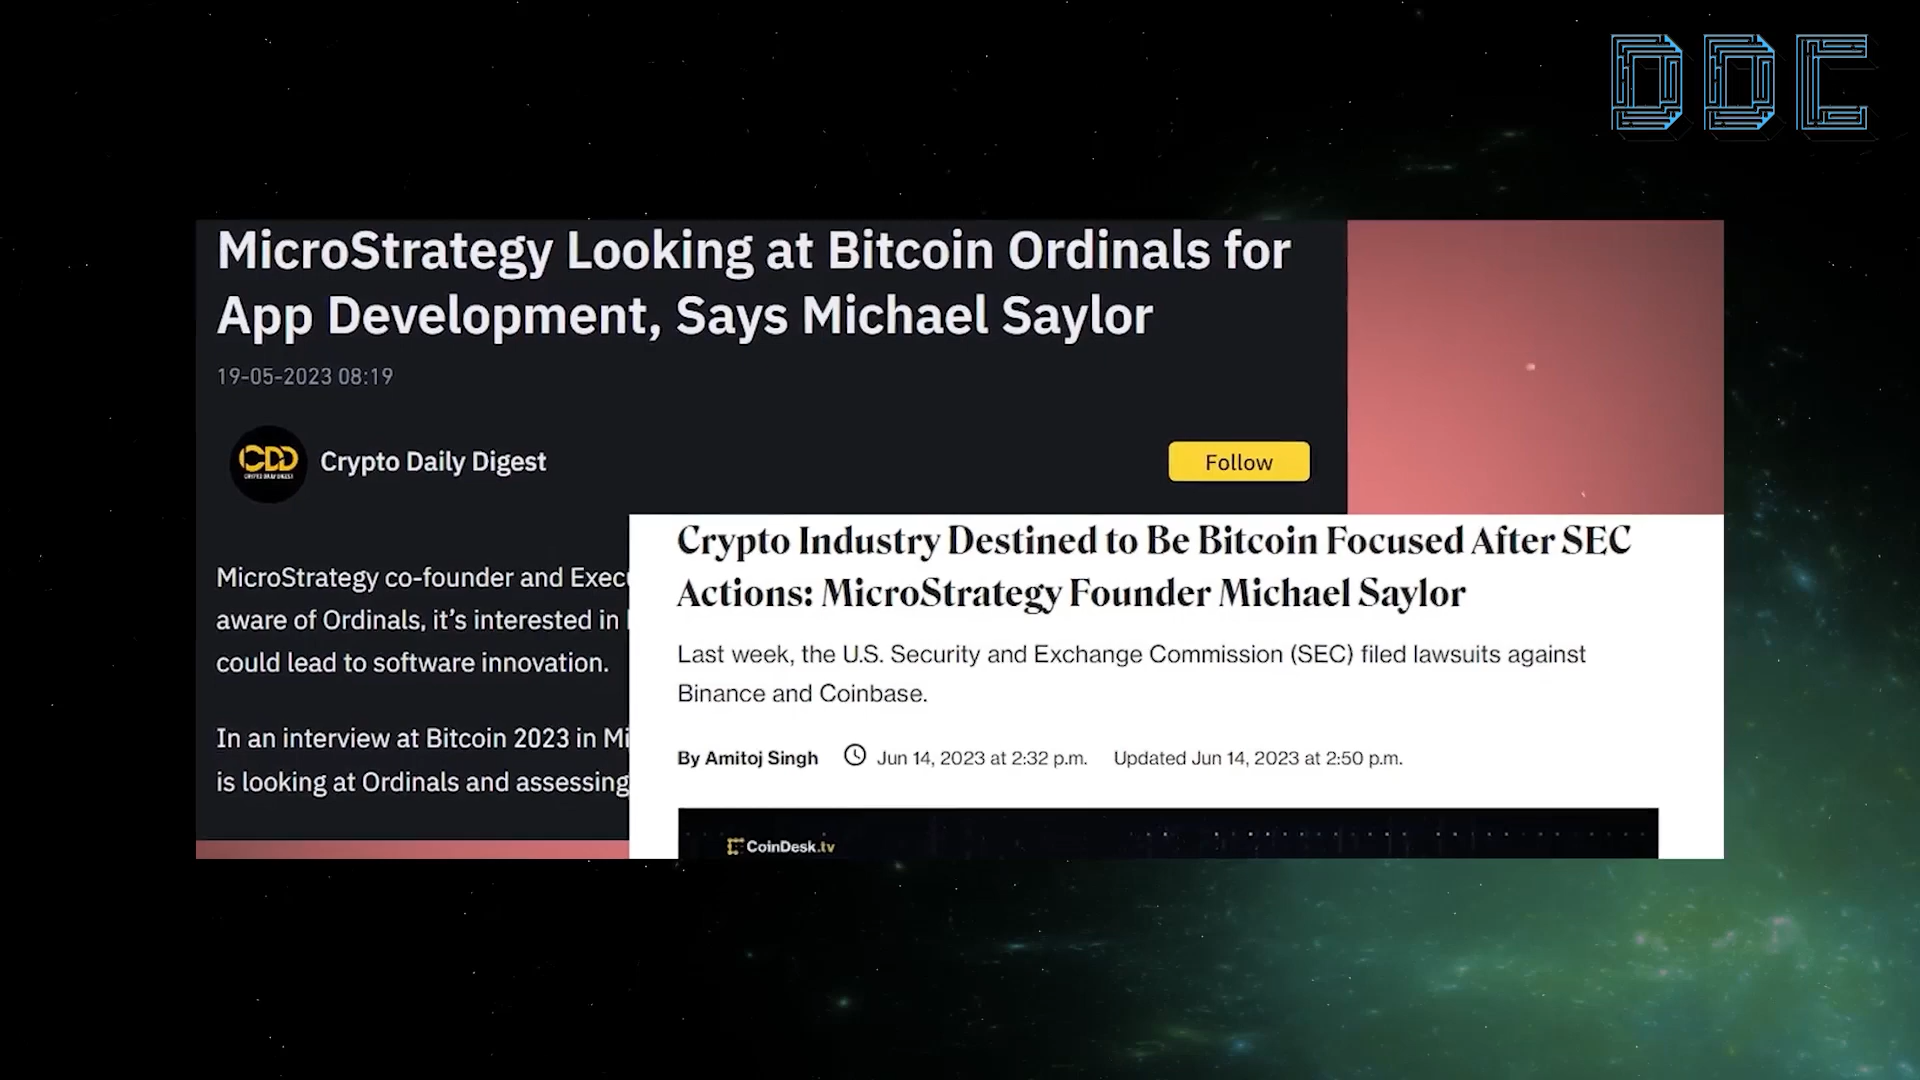 DDC
MicroStrategy Looking at Bitcoin Ordinals for
App Development, Says Michael Saylor
19-05-2023 08:19
CDD
CRYPTO DAILY DIGEST
Crypto Daily Digest
Follow
MicroStrategy co-founder and
aware of Ordinals, it’s interested in
could lead to software innovation.
In an interview at Bitcoin 2023 in
is looking at Ordinals and assessing
Crypto Industry Destined to Be Bitcoin Focused After SEC
Actions: MicroStrategy Founder Michael Saylor
Last week, the U.S. Security and Exchange Commission (SEC) filed lawsuits against
Binance and Coinbase.
By Amitoj Singh Jun 14, 2023 at 2:32 p.m. Updated Jun 14, 2023 at 2:50 p.m.
CoinDesk.tv